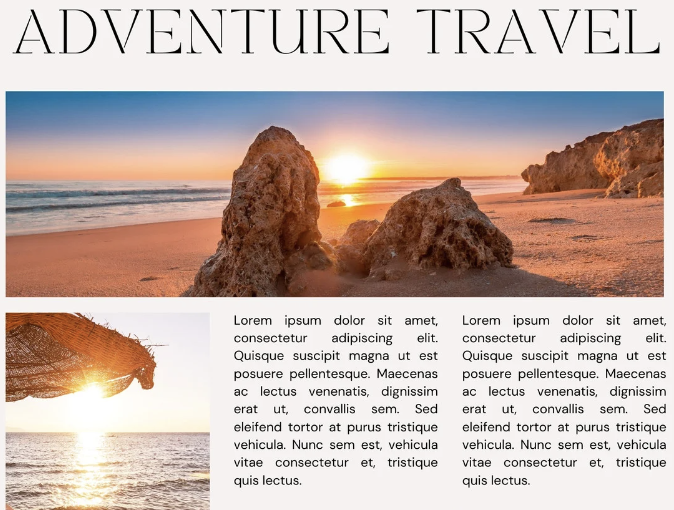 ADVENTURE TRAVEL
Lorem ipsum dolor sit amet,
consectetur adipiscing elit.
Quisque suscipit magna ut est
posuere pellentesque. Maecenas
ac lectus venenatis, dignissim
erat ut, convallis sem. Sed
eleifend tortor at purus tristique
vehicula. Nunc sem est, vehicula
vitae consectetur et, tristique
quis lectus.
Lorem ipsum dolor sit amet,
consectetur adipiscing elit.
Quisque suscipit magna ut est
posuere pellentesque. Maecenas
ac lectus venenatis, dignissim
erat ut, convallis sem. Sed
eleifend tortor at purus tristique
vehicula. Nunc sem est, vehicula
vitae consectetur et, tristique
quis lectus.